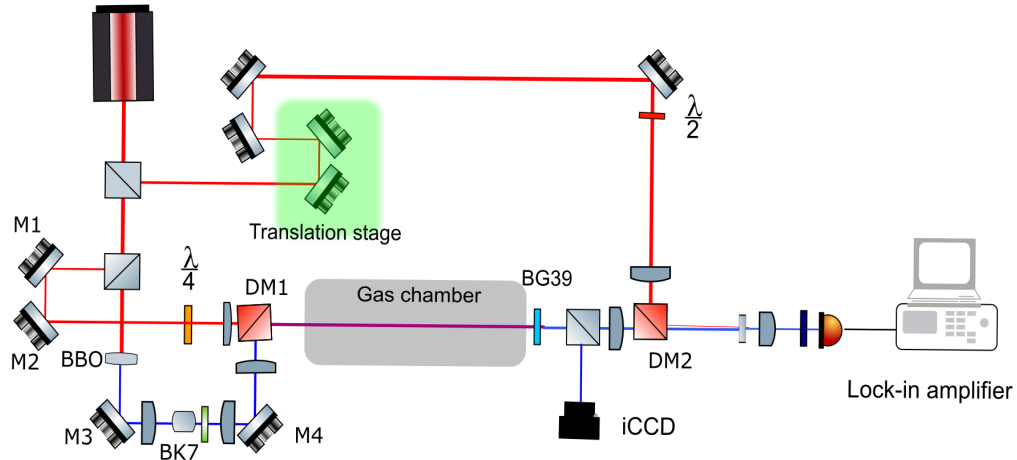 λ
2
M1
Translation stage
λ
4
DM1
Gas chamber
BG39
M2
BBO
DM2
M3
BK7
M4
iCCD
Lock-in amplifier